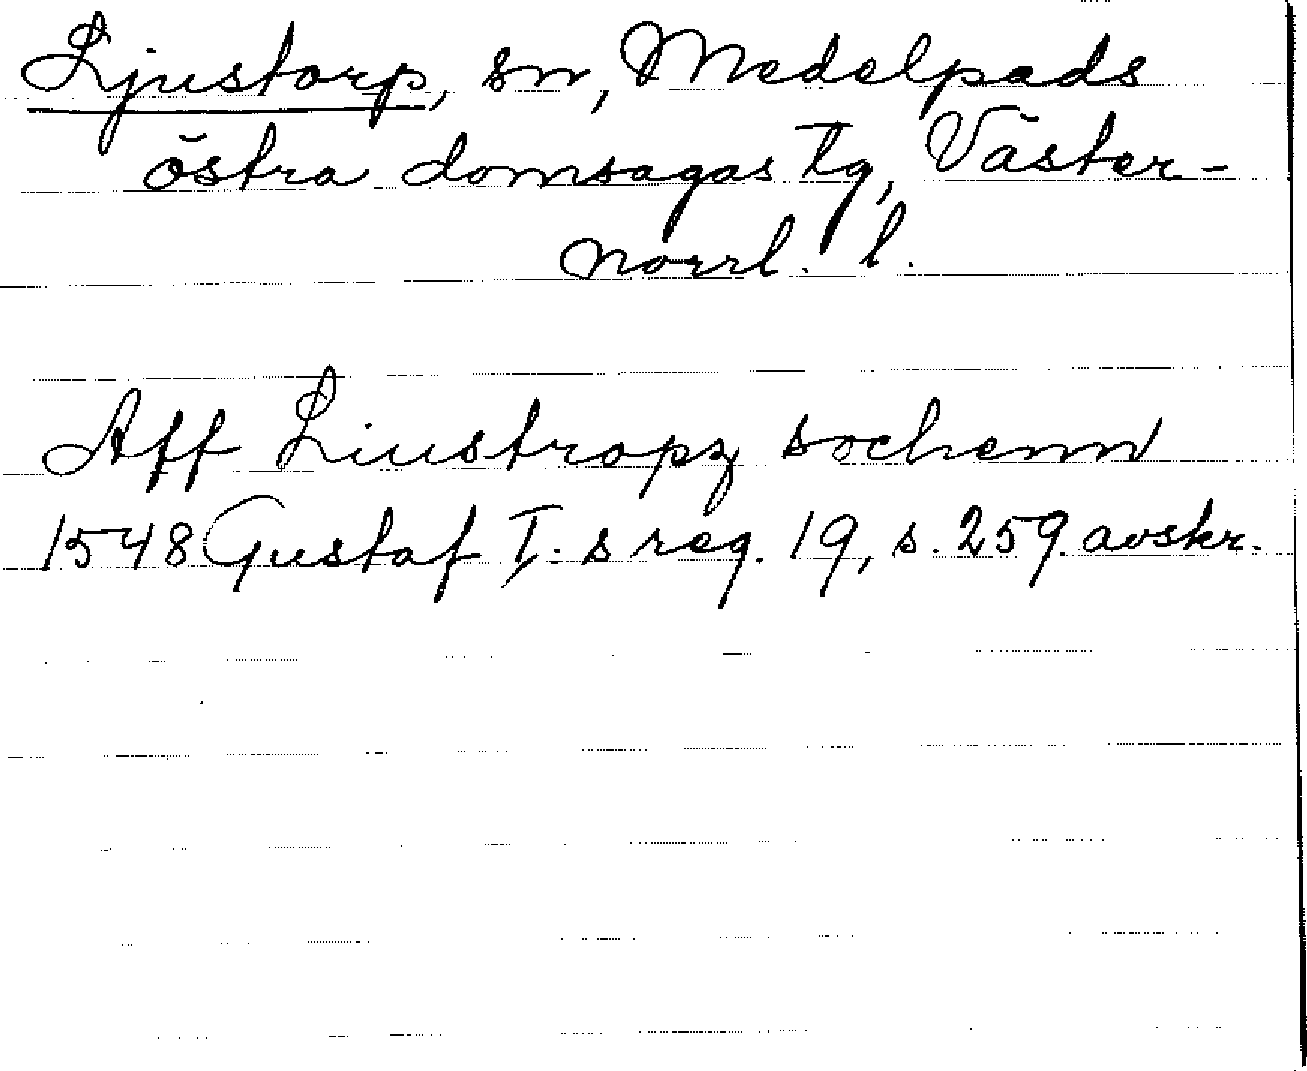 Ljustorp, sn, Medelpads
östra domsagas tg, Väster-
norrl. l.
Aff Liustropz sochenn
1548 Gustaf I:s reg. 19, s. 259 avskr.